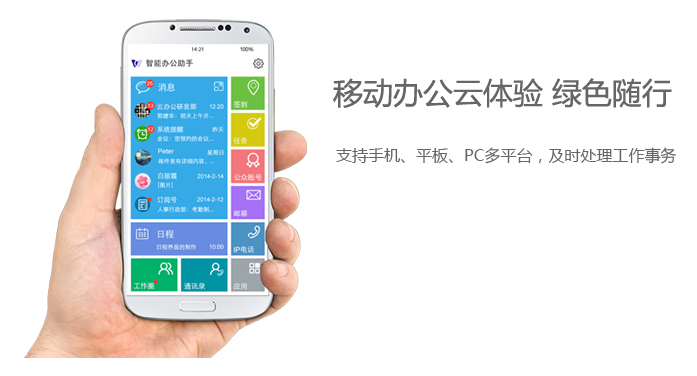 移动办公云体验 绿色随行
支持手机、平板、PC多平台，及时处理工作事务
14:21
100%
智能办公助手
25
消息
签到
13
云办公研发部 12:20
郭建华：明天上午开...
12
系统提醒 昨天
会议：您预约的会议...
任务
Peter 星期日
邮件里有详细内容，...
公众账号
白丽霜 2014-2-14
[图片]
订阅号 2014-2-12
人事行政部：考勤制...
邮箱
日程
日程界面的制作 10:00
IP电话
工作圈
通讯录
应用